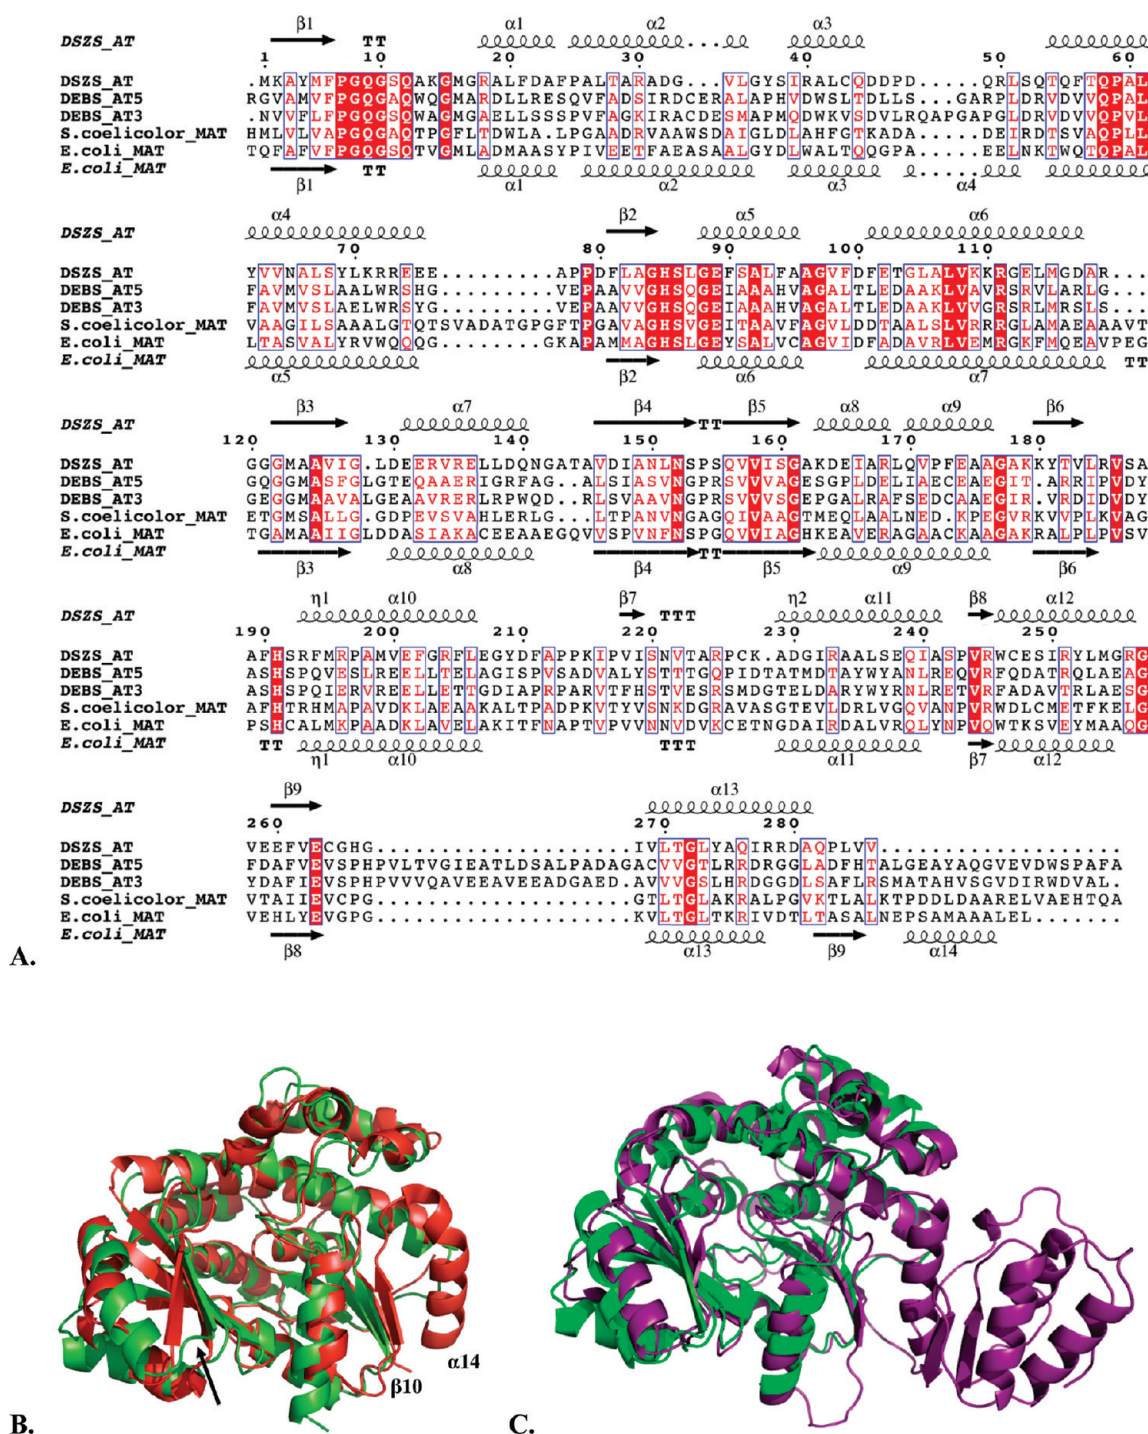 β1 α1 α2 α3
DSZS_AT TT
1 10 20 30 40 50 60
DSZS_AT .MKAYMFPGQGSQAKGMGRALFDAFPALTARADG...VLGYSIRALCQDDPD.....QRLSQTQFTQPAL
DEBS_AT5 RGVAMVFPGQGAQWQGMARDLLRESQVFADSIRDCERALAPHVDWSLTDLLS...GARPLDRVDVVQPAL
DEBS_AT3 .NVVFLFPGQGAQWAGMAGELLSSSPVFAGKIRACDESMAPMQDWKVSDVLRQAPGAPGLDRVDVVQPVL
S.coelicolor_MAT HMLVLVAPGQGAQTPGFLTDWLA.LPGAADRVAAWSDAIGLDLAHFGTKADA.....DEIRDTSVAQPLL
E.coli_MAT TQFAFVFPGQGSQTVGMLADMAASYPIVEETFAEASAALGYDLWALTQQGPA.....EELNKTWQTQPAL
E.coli_MAT TT
β1 α1 α2 α3 α4
α4 β2 α5 α6
DSZS_AT
70 80 90 100 110
DSZS_AT YVVNALSYLKRREEE..........APPDFLAGHSLGEFSALFAAGVFDFETGLALVKKRGELMGDAR...
DEBS_AT5 FAVMVSLAALWRSHG..........VEPAAVVGHSQGEIAAAHVAGALTLEDAAKLVAVRSRVLARLG...
DEBS_AT3 FAVMVSLAELWRSYG..........VEPAAVVGHSQGEIAAAHVAGALTLEDAAKLVVGRSRLMRSLS...
S.coelicolor_MAT VAAGILSAAALGTQTSVADATGPGFTPGAVAGHSVGEITAAVFAGVLDDTAALSLVRRRGLAMAEAAAVT
E.coli_MAT LTASVALYRVWQQQG.........GKAPAMMAGHSLGEYSALVCAGVIDFADAVRLVEMRGKFMQEAVPEG
E.coli_MAT TT
α5 β2 α6 α7
β3 α7 β4 β5 α8 α9 β6
DSZS_AT TT
120 130 140 150 160 170 180
DSZS_AT GGGMAAVIG.LDEERVRELLDQNGATAVDIANLNSPSQVVISGAKDEIARLQVPFEAAGAKKYTVLRVSA
DEBS_AT5 GQGGMASFGLGTEQAAERIGRFAG..ALSIASVNGPRSVVVAGESGPLDELIAECEAEGIT.ARRIPVDY
DEBS_AT3 GEGGMAAVALGEAAVRERLRPWQD..RLSVAAVNGPRSVVVSGEPGALRAFSEDCAAEGIR.VRDIDVDY
S.coelicolor_MAT ETGMSALLG.GDPEVSVAHLERLG...LTPANVNGAGQIVAAGTMEQLAALNED.KPEGVRKVVPLKVAG
E.coli_MAT TGAMAAIIGLDDASIAKACEEAAEGQVVSPVNFNSPGQVVIAGHKEAVERAGAACKAAGAKRALPLPVSV
E.coli_MAT TT
β3 α8 β4 β5 α9 β6
η1 α10 β7 η2 α11 β8 α12
DSZS_AT TTT
190 200 210 220 230 240 250
DSZS_AT AFHSRFMRPAMVEFGRFLEGYDFAPPKIPVISNVTARPCK.ADGIRAALSEQIASPVRWCESIRYLMGRG
DEBS_AT5 ASHSPQVESLREELLTELAGISPVSADVALYSTTTGQPIDTATMDTAYWYANLREQVRFQDATRQLAEAG
DEBS_AT3 ASHSPQIERVREELLETTGDIAPRPARVTFHSTVESRSMDGTELDARYWYRNLRETVRFADAVTRLAESG
S.coelicolor_MAT AFHTRHMAPAVDKLAEAAKALTPADPKVTYVSNKDGRAVASGTEVLDRLVGQVANPVRWDLCMETFKELG
E.coli_MAT PSHCALMKPAADKLAVELAKITFNAPTVPVVNNVDVKCETNGDAIRDALVRQLYNPVQWTKSVEYMAAQG
E.coli_MAT TT TTT
η1 α10 α11 β7 α12
β9 α13
DSZS_AT
260 270 280
DSZS_AT VEEFVECGHG..............IVLTGLYAQIRRDAQPLVV.
DEBS_AT5 FDAFVEVSPHPVLTVGIEATLDSALPADAGACVVGTLRRDRGGLADFHTALGEAYAQGVEVDWSPAFA
DEBS_AT3 YDAFIEVSPHPVVVQAVEEAVEEADGAED.AVVVGSLHRDGGDLSAFLRSMATAHVSGVDIRWDVAL.
S.coelicolor_MAT VTAIIEVCPG..............GTLTGLAKRALPGVKTLALKTPDDLDAARELVAEHTQA
E.coli_MAT VEHLYEVGPG..............KVLTGLTKRIVDTLTASALNEPSAMAAALEL.......
E.coli_MAT
β8 α13 β9 α14
A.
α14
β10
B. C.